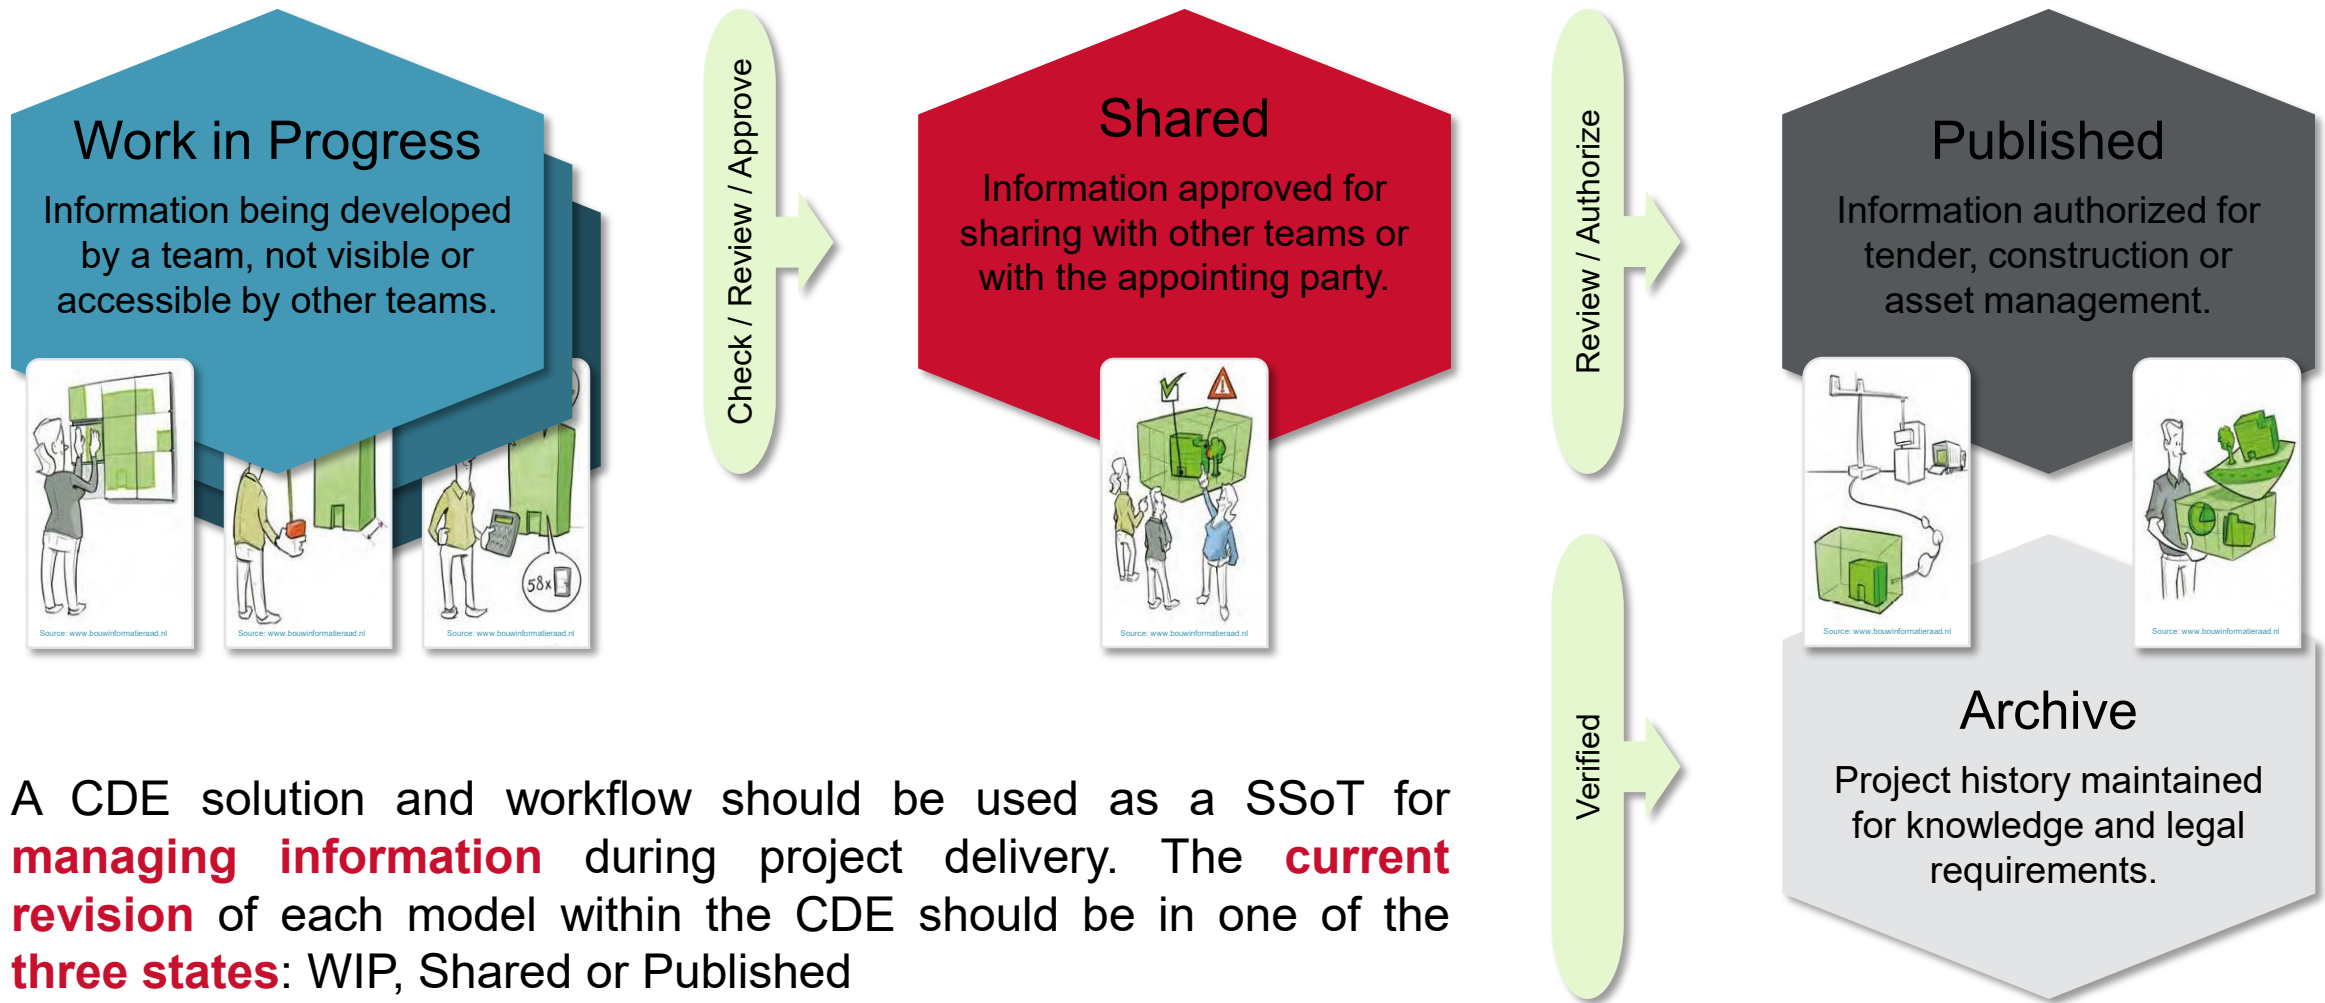 Work in Progress
Information being developed
by a team, not visible or
accessible by other teams.
Source: www.bouwinformatieraad.nl
Source: www.bouwinformatieraad.nl
58x
Source: www.bouwinformatieraad.nl
Check / Review / Approve
Shared
Information approved for
sharing with other teams or
with the appointing party.
Source: www.bouwinformatieraad.nl
Review / Authorize
Published
Information authorized for
tender, construction or
asset management.
Source: www.bouwinformatieraad.nl
Source: www.bouwinformatieraad.nl
Verified
Archive
Project history maintained
for knowledge and legal
requirements.
A CDE solution and workflow should be used as a SSoT for
managing information during project delivery. The current
revision of each model within the CDE should be in one of the
three states: WIP, Shared or Published